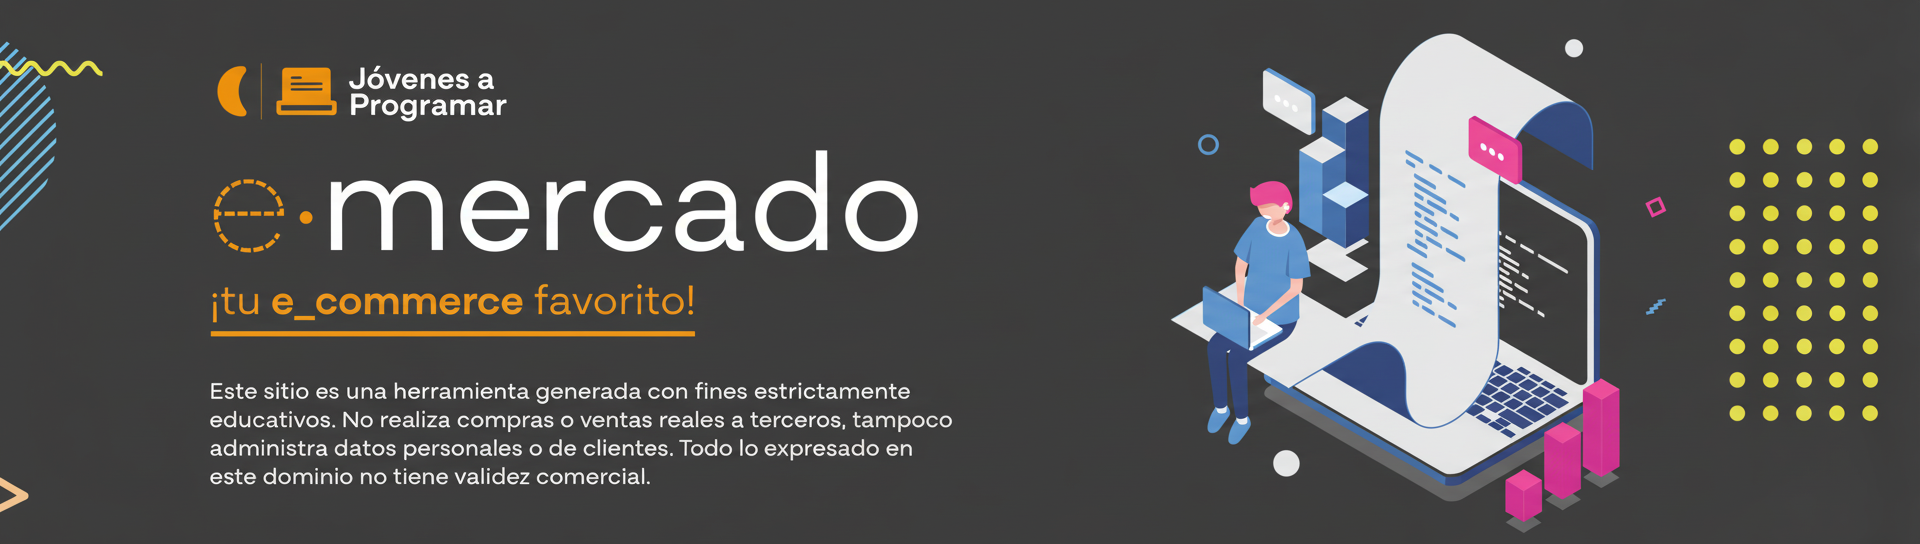 Jóvenes a
Programar
e·mercado
¡tu e_commerce favorito!
Este sitio es una herramienta generada con fines estrictamente
educativos. No realiza compras o ventas reales a terceros, tampoco
administra datos personales o de clientes. Todo lo expresado en
este dominio no tiene validez comercial.